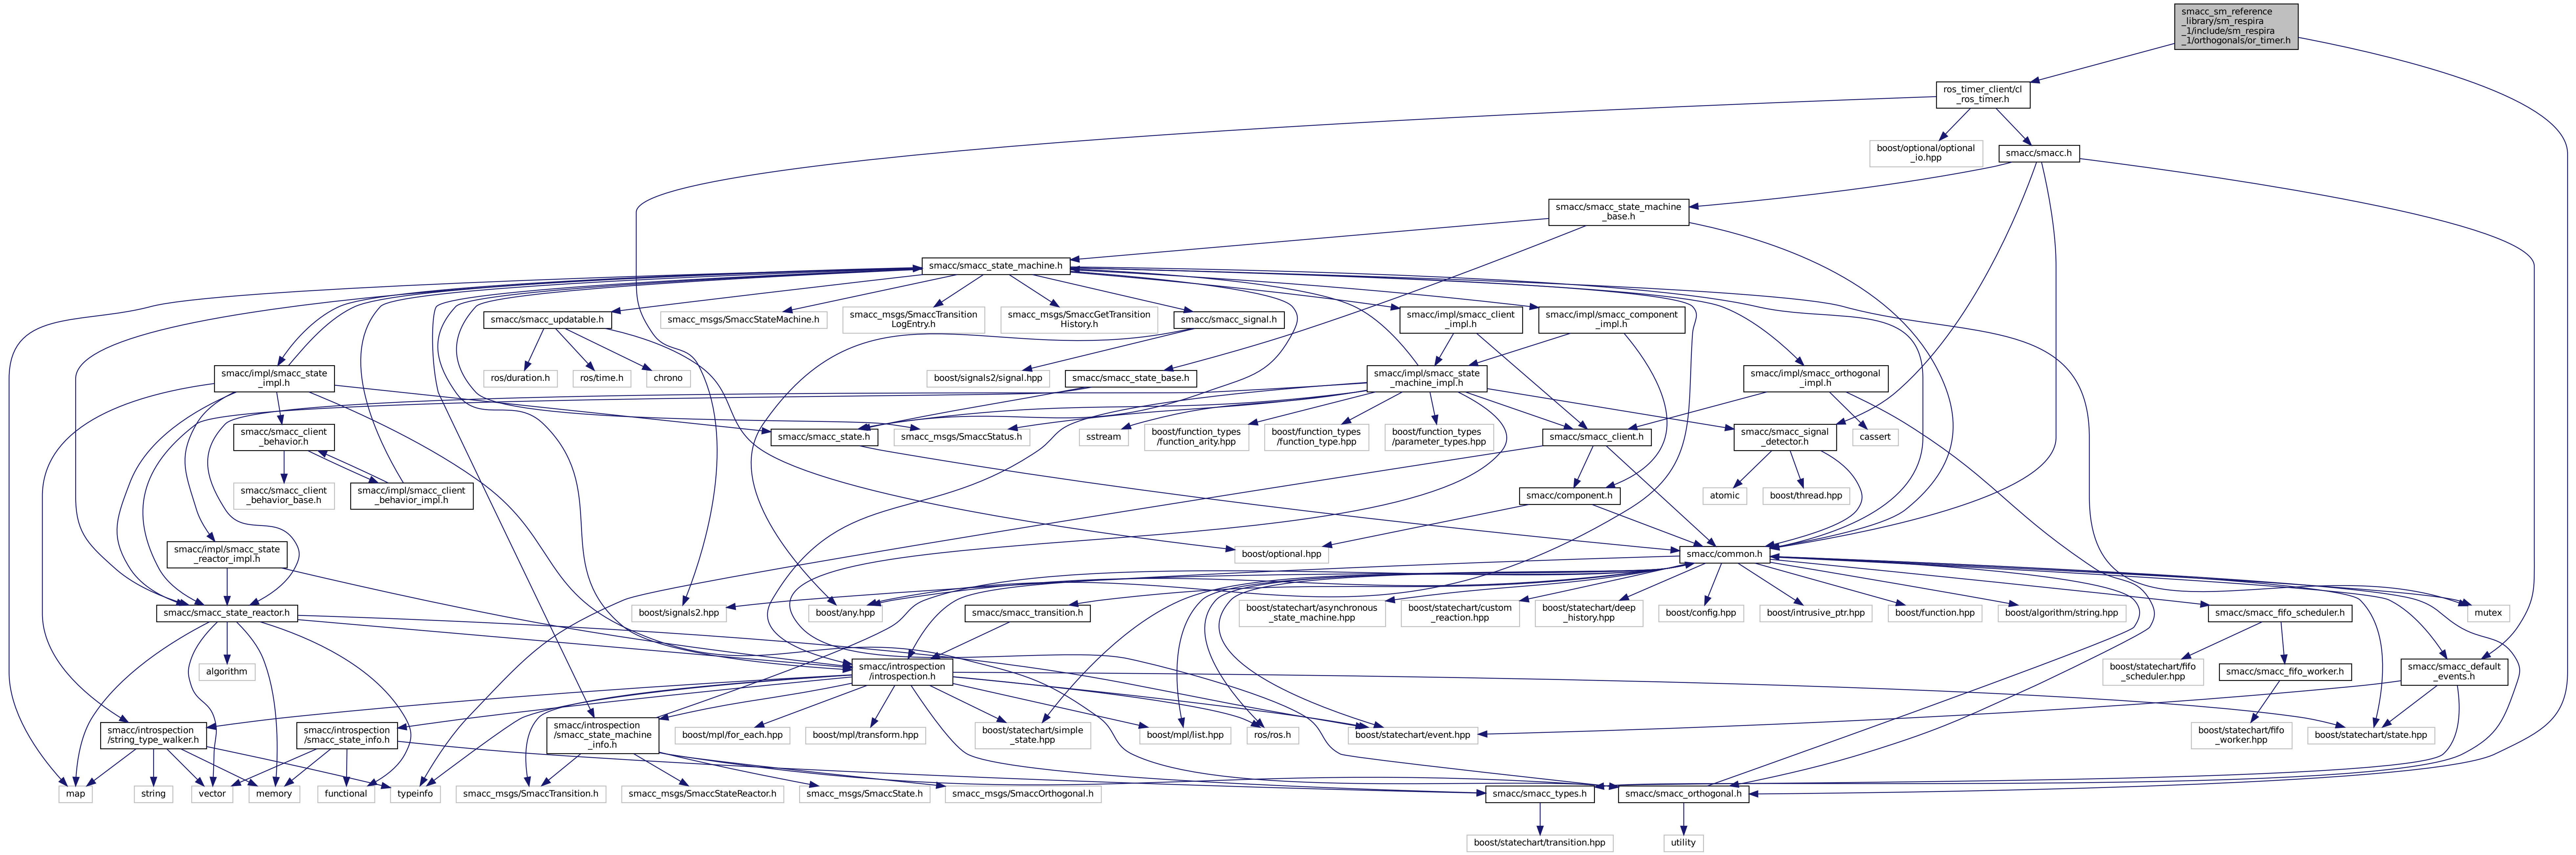 smacc_sm_reference
_library/sm_respira
_1/include/sm_respira
_1/orthogonals/or_timer.h
ros_timer_client/cl
_ros_timer.h
boost/optional/optional
_io.hpp
smacc/smacc.h
smacc/smacc_state_machine
_base.h
smacc/smacc_state_machine.h
smacc/smacc_updatable.h
smacc_msgs/SmaccStateMachine.h
smacc_msgs/SmaccTransition
LogEntry.h
smacc_msgs/SmaccGetTransition
History.h
smacc/smacc_signal.h
smacc/impl/smacc_client
_impl.h
smacc/impl/smacc_component
_impl.h
smacc/impl/smacc_state
_impl.h
ros/duration.h
ros/time.h
chrono
boost/signals2/signal.hpp
smacc/smacc_state_base.h
smacc/impl/smacc_state
_machine_impl.h
smacc/impl/smacc_orthogonal
_impl.h
smacc/smacc_client
_behavior.h
smacc/smacc_state.h
smacc_msgs/SmaccStatus.h
sstream
boost/function_types
/function_arity.hpp
boost/function_types
/function_type.hpp
boost/function_types
/parameter_types.hpp
smacc/smacc_client.h
smacc/smacc_signal
_detector.h
cassert
smacc/smacc_client
_behavior_base.h
smacc/impl/smacc_client
_behavior_impl.h
smacc/component.h
atomic
boost/thread.hpp
smacc/impl/smacc_state
_reactor_impl.h
boost/optional.hpp
smacc/common.h
smacc/smacc_state_reactor.h
boost/signals2.hpp
boost/any.hpp
smacc/smacc_transition.h
boost/statechart/asynchronous
_state_machine.hpp
boost/statechart/custom
_reaction.hpp
boost/statechart/deep
_history.hpp
boost/config.hpp
boost/intrusive_ptr.hpp
boost/function.hpp
boost/algorithm/string.hpp
smacc/smacc_fifo_scheduler.h
mutex
algorithm
smacc/introspection
/introspection.h
boost/statechart/fifo
_scheduler.hpp
smacc/smacc_fifo_worker.h
smacc/smacc_default
_events.h
smacc/introspection
/string_type_walker.h
smacc/introspection
/smacc_state_info.h
smacc/introspection
/smacc_state_machine
_info.h
boost/mpl/for_each.hpp
boost/mpl/transform.hpp
boost/statechart/simple
_state.hpp
boost/mpl/list.hpp
ros/ros.h
boost/statechart/event.hpp
boost/statechart/fifo
_worker.hpp
boost/statechart/state.hpp
map
string
vector
memory
functional
typeinfo
smacc_msgs/SmaccTransition.h
smacc_msgs/SmaccStateReactor.h
smacc_msgs/SmaccState.h
smacc_msgs/SmaccOrthogonal.h
smacc/smacc_types.h
smacc/smacc_orthogonal.h
boost/statechart/transition.hpp
utility